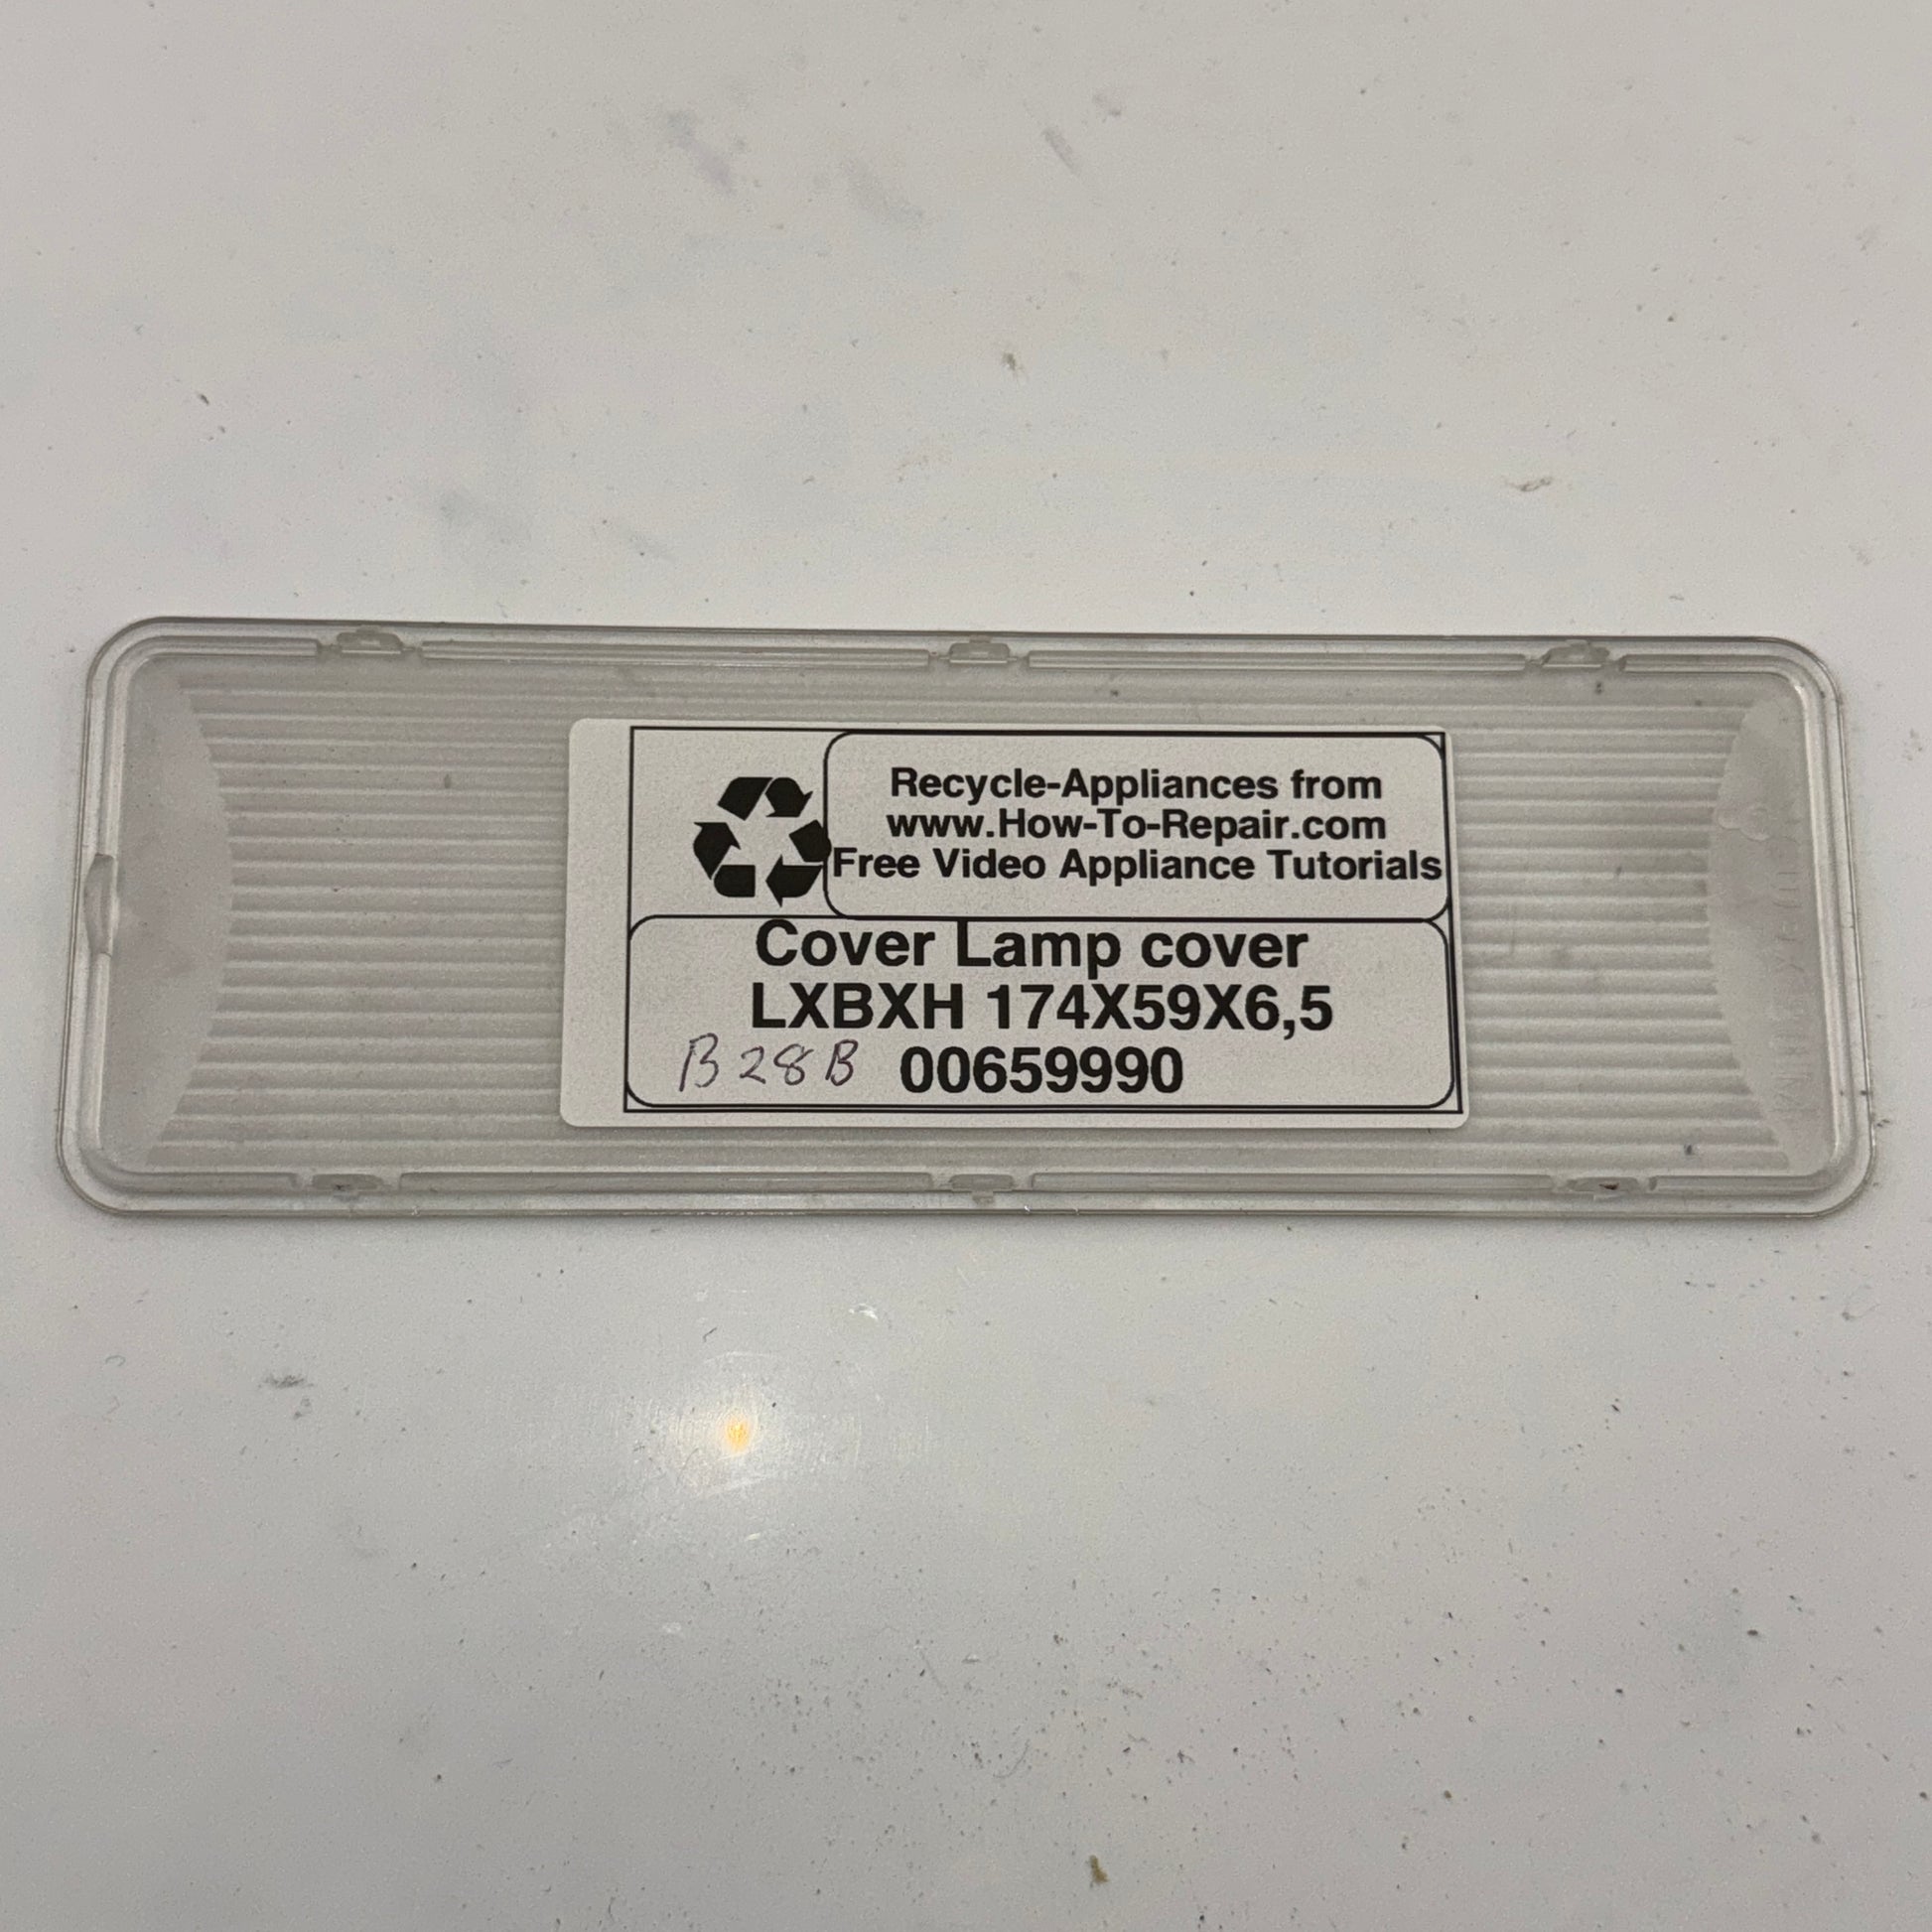 Recycle-Appliances from
www.How-To-Repair.com
Free Video Appliance Tutorials
Cover Lamp cover
LXBXH 174X59X6,5
B28B 00659990